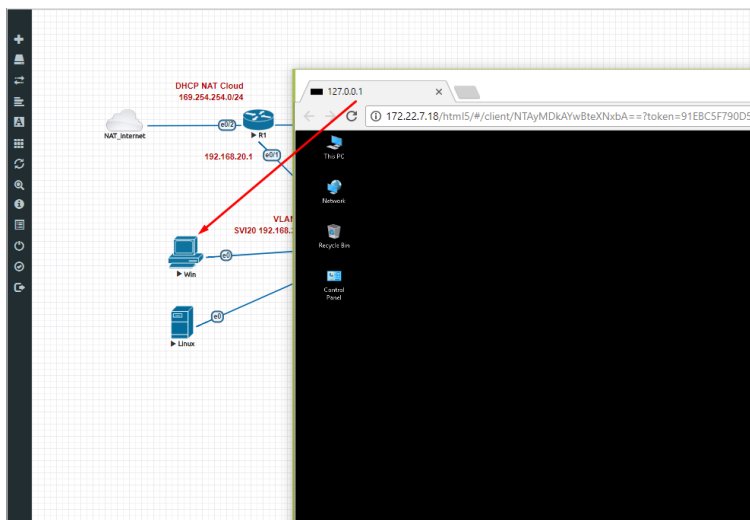 DHCP NAT Cloud
169.254.254.0/24
NAT_internet
e0/2
R1
192.168.20.1
e0/1
VLAN
SVI20 192.168.
e0
Win
e0
Linux
127.0.0.1
172.22.7.18/html5/#/client/NTAyMDkAYwBteXNxbA==?token=91EBC5F790D5
This PC
Network
Recycle Bin
Control
Panel